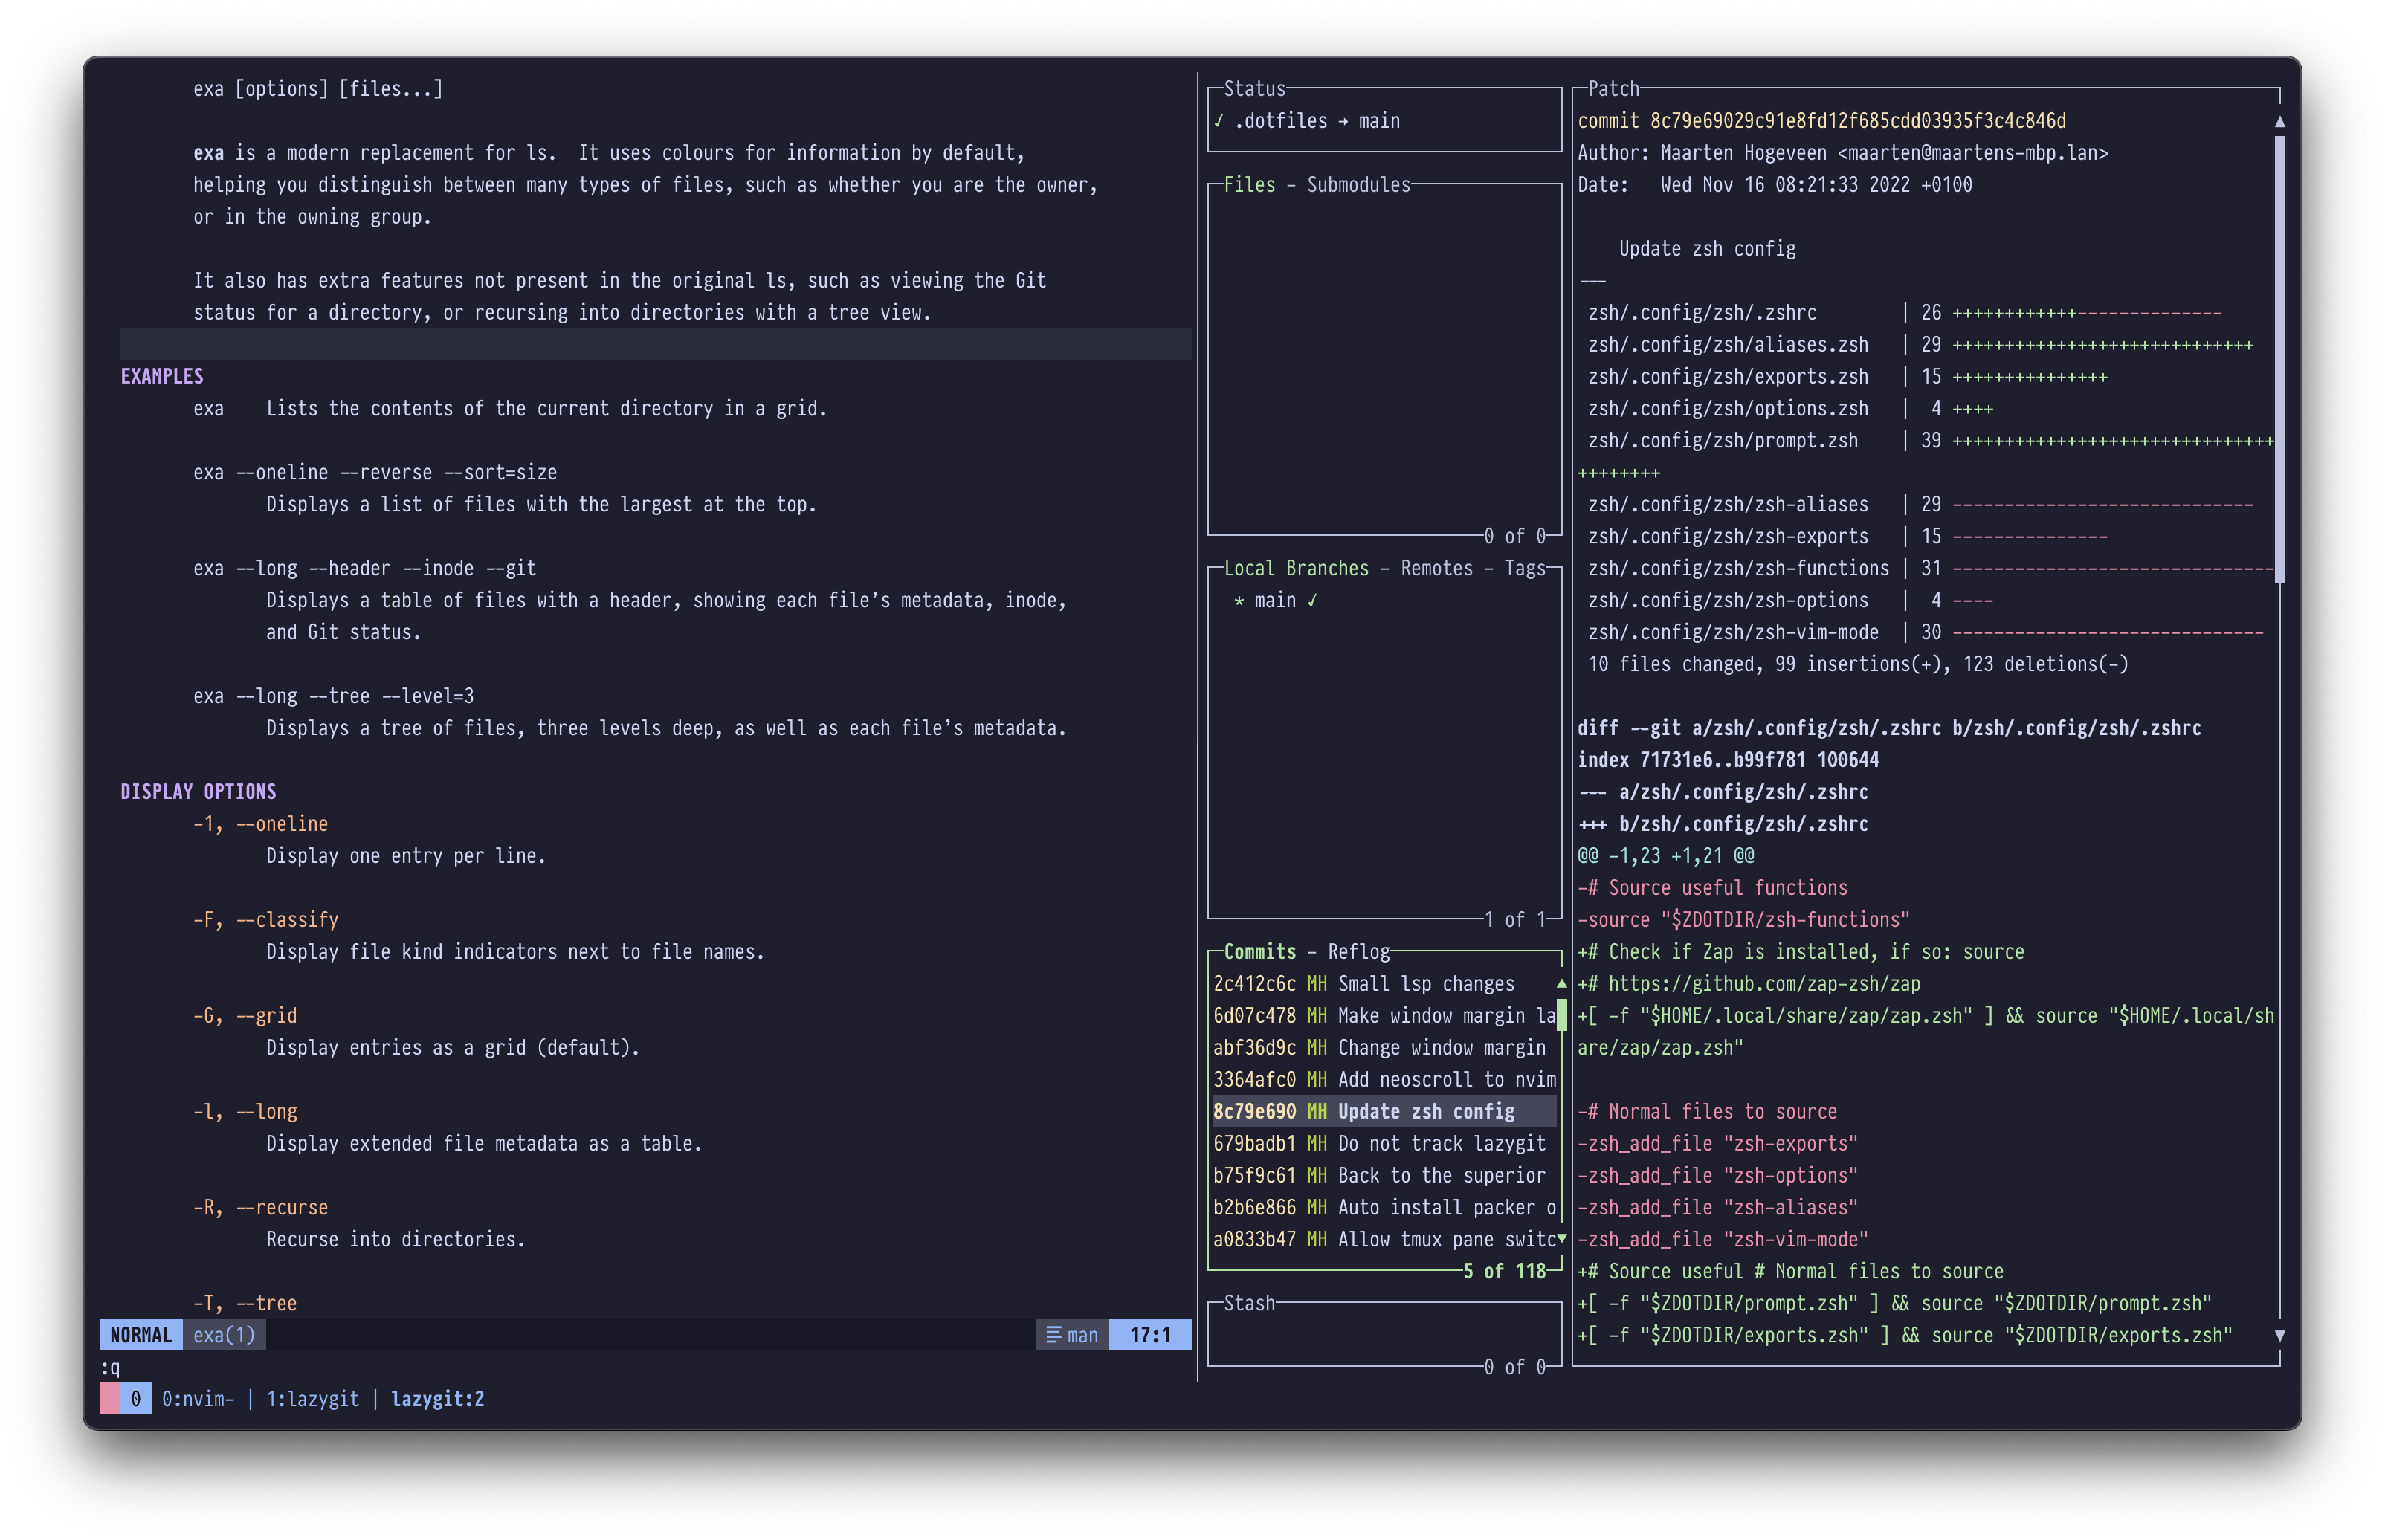 exa [options] [files...]
exa is a modern replacement for ls.  It uses colours for information by default,
helping you distinguish between many types of files, such as whether you are the owner,
or in the owning group.
It also has extra features not present in the original ls, such as viewing the Git
status for a directory, or recursing into directories with a tree view.
EXAMPLES
exa    Lists the contents of the current directory in a grid.
exa --oneline --reverse --sort=size
Displays a list of files with the largest at the top.
exa --long --header --inode --git
Displays a table of files with a header, showing each file’s metadata, inode,
and Git status.
exa --long --tree --level=3
Displays a tree of files, three levels deep, as well as each file’s metadata.
DISPLAY OPTIONS
-1, --oneline
Display one entry per line.
-F, --classify
Display file kind indicators next to file names.
-G, --grid
Display entries as a grid (default).
-l, --long
Display extended file metadata as a table.
-R, --recurse
Recurse into directories.
-T, --tree
NORMAL exa(1) man 17:1
:q
0 0:nvim- | 1:lazygit | lazygit:2
Status
✓ .dotfiles → main
Files - Submodules
0 of 0
Local Branches - Remotes - Tags
* main ✓
1 of 1
Commits - Reflog
2c412c6c MH Small lsp changes
6d07c478 MH Make window margin la
abf36d9c MH Change window margin
3364afc0 MH Add neoscroll to nvim
8c79e690 MH Update zsh config
679badb1 MH Do not track lazygit
b75f9c61 MH Back to the superior
b2b6e866 MH Auto install packer o
a0833b47 MH Allow tmux pane switc
5 of 118
Stash
0 of 0
Patch
commit 8c79e69029c91e8fd12f685cdd03935f3c4c846d
Author: Maarten Hogeveen <maarten@maartens-mbp.lan>
Date:   Wed Nov 16 08:21:33 2022 +0100
Update zsh config
---
zsh/.config/zsh/.zshrc        | 26 ++++++++++++--------------
zsh/.config/zsh/aliases.zsh   | 29 +++++++++++++++++++++++++++++
zsh/.config/zsh/exports.zsh   | 15 +++++++++++++++
zsh/.config/zsh/options.zsh   |  4 ++++
zsh/.config/zsh/prompt.zsh    | 39 +++++++++++++++++++++++++++++++
++++++++
zsh/.config/zsh/zsh-aliases   | 29 -----------------------------
zsh/.config/zsh/zsh-exports   | 15 ---------------
zsh/.config/zsh/zsh-functions | 31 -------------------------------
zsh/.config/zsh/zsh-options   |  4 ----
zsh/.config/zsh/zsh-vim-mode  | 30 ------------------------------
10 files changed, 99 insertions(+), 123 deletions(-)
diff --git a/zsh/.config/zsh/.zshrc b/zsh/.config/zsh/.zshrc
index 71731e6..b99f781 100644
--- a/zsh/.config/zsh/.zshrc
+++ b/zsh/.config/zsh/.zshrc
@@ -1,23 +1,21 @@
-# Source useful functions
-source "$ZDOTDIR/zsh-functions"
+# Check if Zap is installed, if so: source
+# https://github.com/zap-zsh/zap
+[ -f "$HOME/.local/share/zap/zap.zsh" ] && source "$HOME/.local/sh
are/zap/zap.zsh"
-# Normal files to source
-zsh_add_file "zsh-exports"
-zsh_add_file "zsh-options"
-zsh_add_file "zsh-aliases"
-zsh_add_file "zsh-vim-mode"
+# Source useful # Normal files to source
+[ -f "$ZDOTDIR/prompt.zsh" ] && source "$ZDOTDIR/prompt.zsh"
+[ -f "$ZDOTDIR/exports.zsh" ] && source "$ZDOTDIR/exports.zsh"